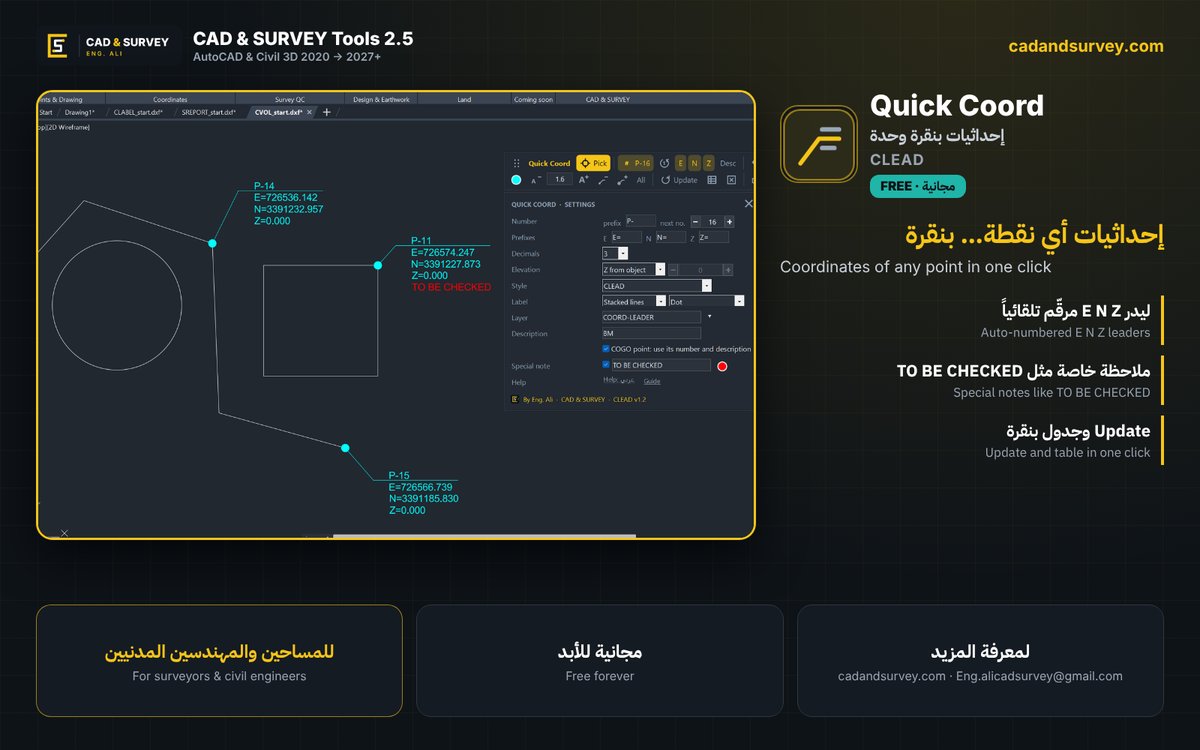 CAD & SURVEY
ENG. ALI
CAD & SURVEY Tools 2.5
AutoCAD & Civil 3D 2020 → 2027+
cadandsurvey.com
nts & Drawing
Coordinates
Survey QC
Design & Earthwork
Land
Coming soon
CAD & SURVEY
Start
Drawing1*
CLABEL_start.dxf*
SREPORT_start.dxf*
CVOL_start.dxf*
op][2D Wireframe]
P-14
E=726536.142
N=3391232.957
Z=0.000
P-11
E=726574.247
N=3391227.873
Z=0.000
TO BE CHECKED
P-15
E=726566.739
N=3391185.830
Z=0.000
Quick Coord Pick # P-16 E N Z Desc
A− 1.6 A+ All Update
QUICK COORD · SETTINGS
Number prefix P- next no. − 16 +
Prefixes E E= N N= Z Z=
Decimals 3
Elevation Z from object − 0 +
Style CLEAD
Label Stacked lines Dot
Layer COORD-LEADER
Description BM
COGO point: use its number and description
Special note TO BE CHECKED
Help Help: عربي Guide
By Eng. Ali · CAD & SURVEY · CLEAD v1.2
Quick Coord
إحداثيات بنقرة وحدة
CLEAD
FREE · مجانية
إحداثيات أي نقطة... بنقرة
Coordinates of any point in one click
ليدر E N Z مرقّم تلقائياً
Auto-numbered E N Z leaders
ملاحظة خاصة مثل TO BE CHECKED
Special notes like TO BE CHECKED
Update وجدول بنقرة
Update and table in one click
للمساحين والمهندسين المدنيين
For surveyors & civil engineers
مجانية للأبد
Free forever
لمعرفة المزيد
cadandsurvey.com · Eng.alicadsurvey@gmail.com